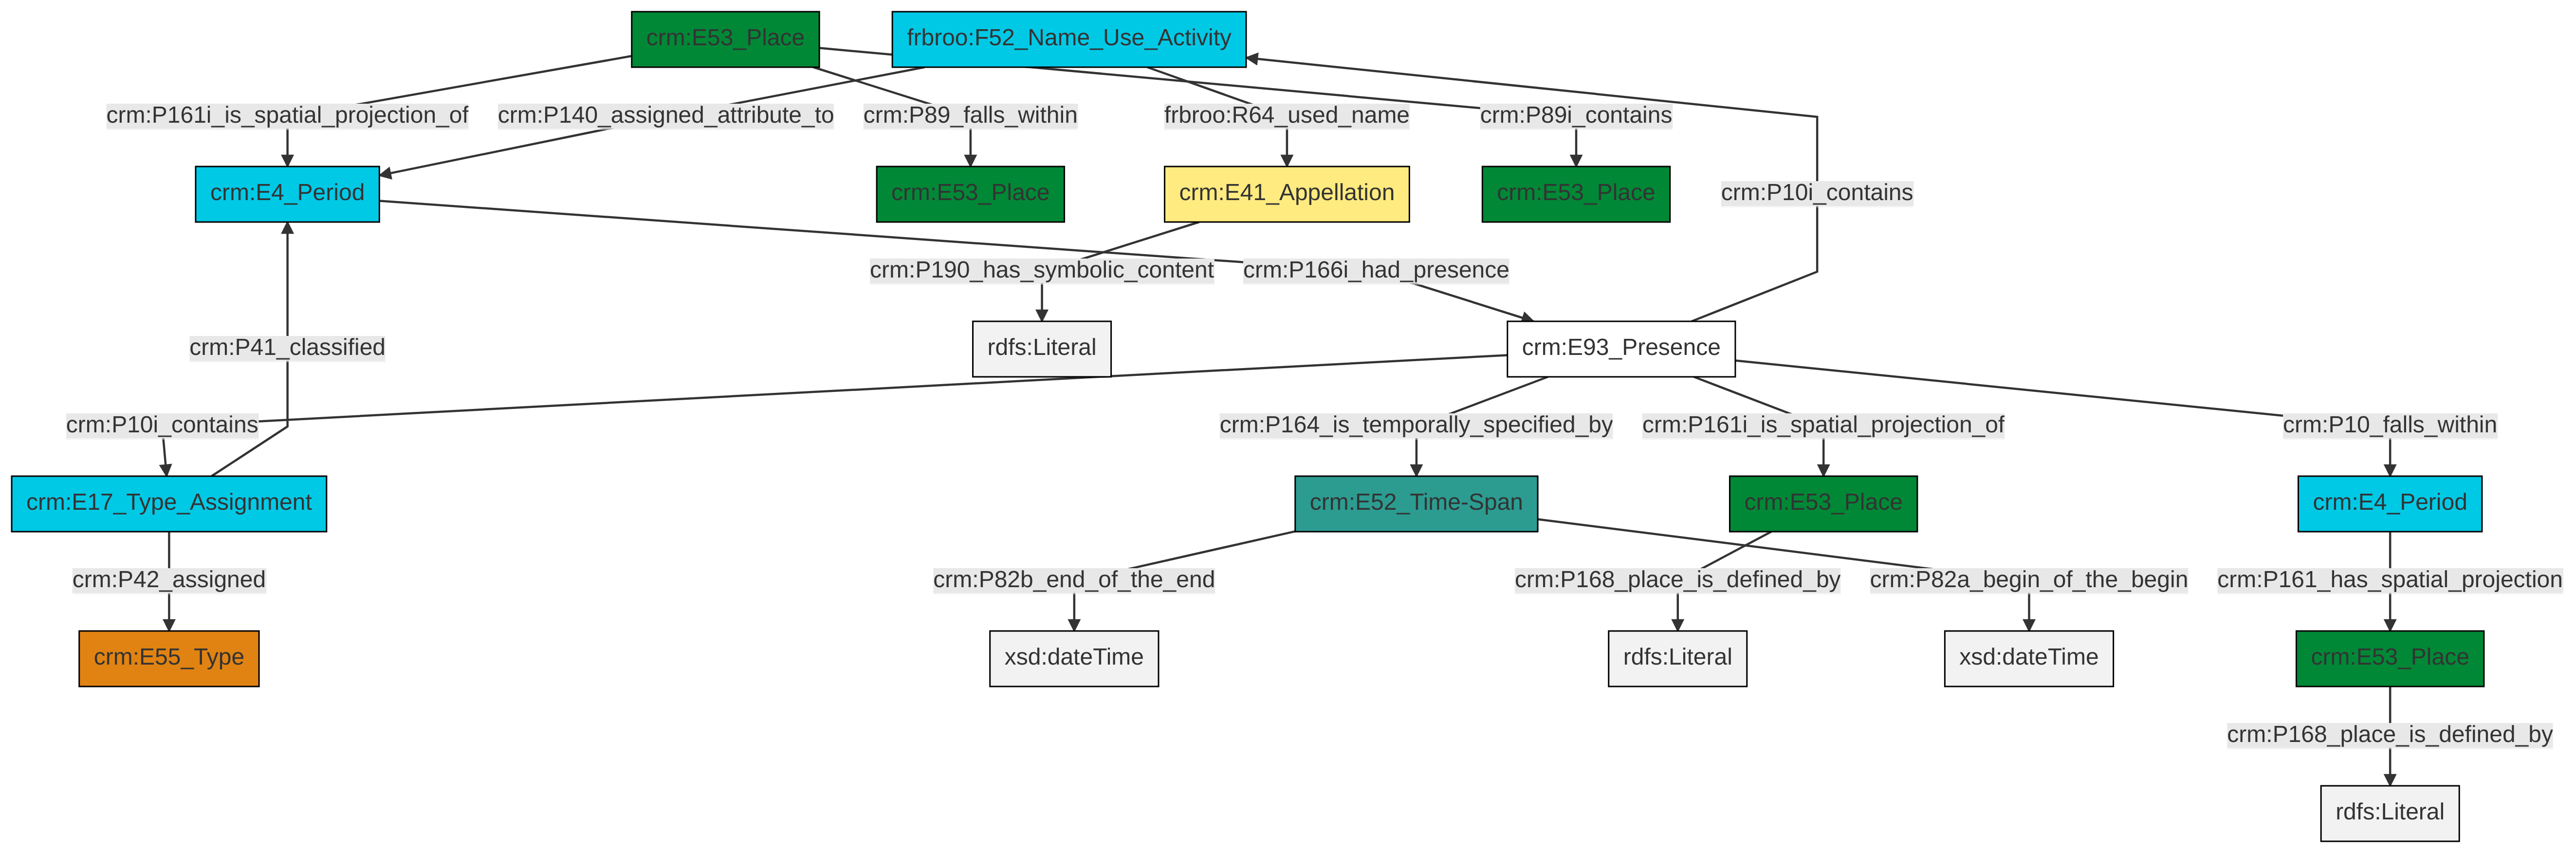 crm:E53_Place
frbroo:F52_Name_Use_Activity
crm:P161i_is_spatial_projection_of
crm:P140_assigned_attribute_to
crm:P89_falls_within
frbroo:R64_used_name
crm:P89i_contains
crm:E4_Period
crm:E53_Place
crm:E41_Appellation
crm:E53_Place
crm:P10i_contains
crm:P190_has_symbolic_content
crm:P166i_had_presence
crm:P41_classified
rdfs:Literal
crm:E93_Presence
crm:P10i_contains
crm:P164_is_temporally_specified_by
crm:P161i_is_spatial_projection_of
crm:P10_falls_within
crm:E17_Type_Assignment
crm:E52_Time-Span
crm:E53_Place
crm:E4_Period
crm:P42_assigned
crm:P82b_end_of_the_end
crm:P168_place_is_defined_by
crm:P82a_begin_of_the_begin
crm:P161_has_spatial_projection
crm:E55_Type
xsd:dateTime
rdfs:Literal
xsd:dateTime
crm:E53_Place
crm:P168_place_is_defined_by
rdfs:Literal